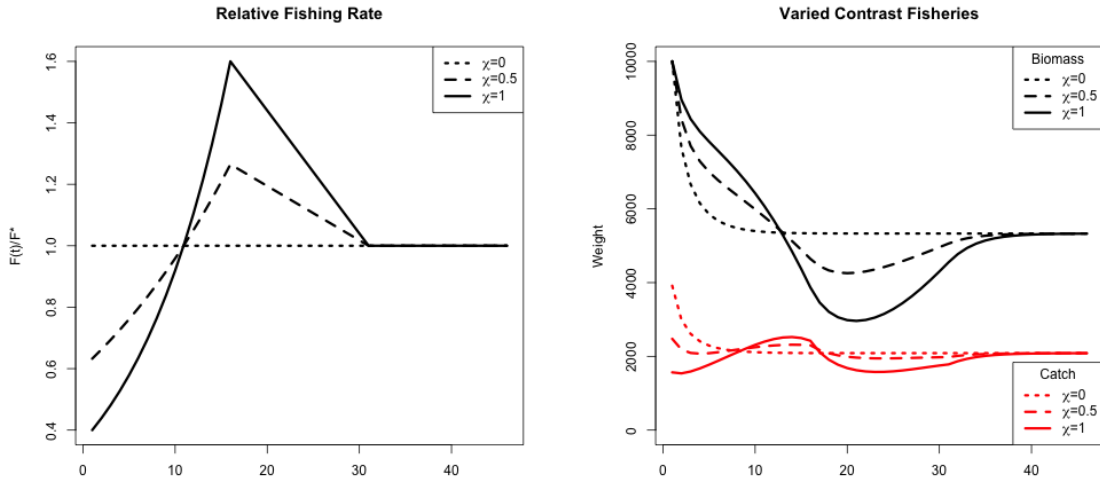 Relative Fishing Rate
F(t)/F*
0.4 0.6 0.8 1.0 1.2 1.4 1.6
0 10 20 30 40
χ=0
χ=0.5
χ=1
Varied Contrast Fisheries
Weight
0 2000 4000 6000 8000 10000
0 10 20 30 40
Biomass
χ=0
χ=0.5
χ=1
Catch
χ=0
χ=0.5
χ=1